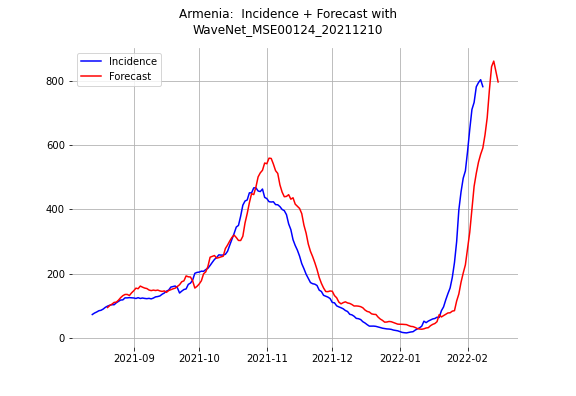 Armenia:  Incidence + Forecast with
WaveNet_MSE00124_20211210
Incidence
Forecast
800
600
400
200
0
2021-09 2021-10 2021-11 2021-12 2022-01 2022-02